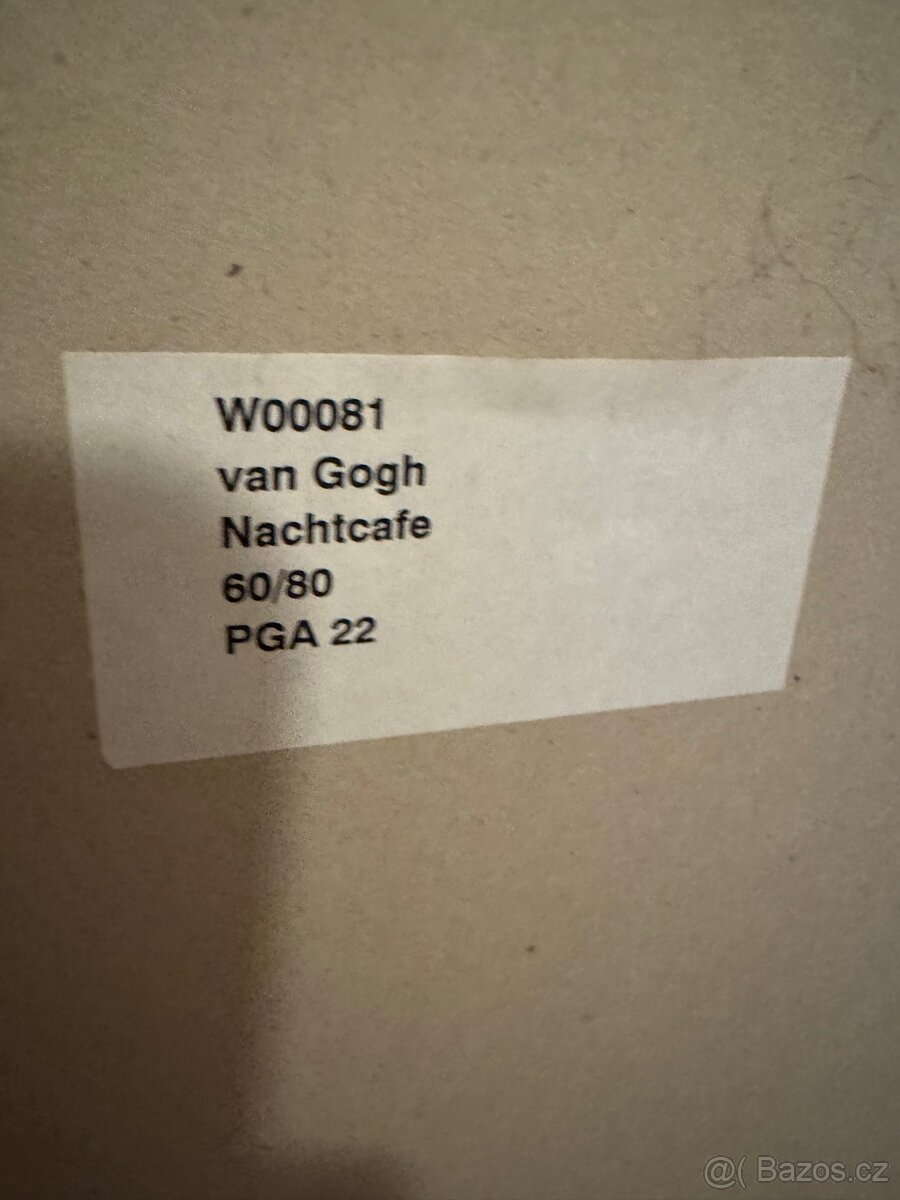 W00081
van Gogh
Nachtcafe
60/80
PGA 22
@( Bazos.cz